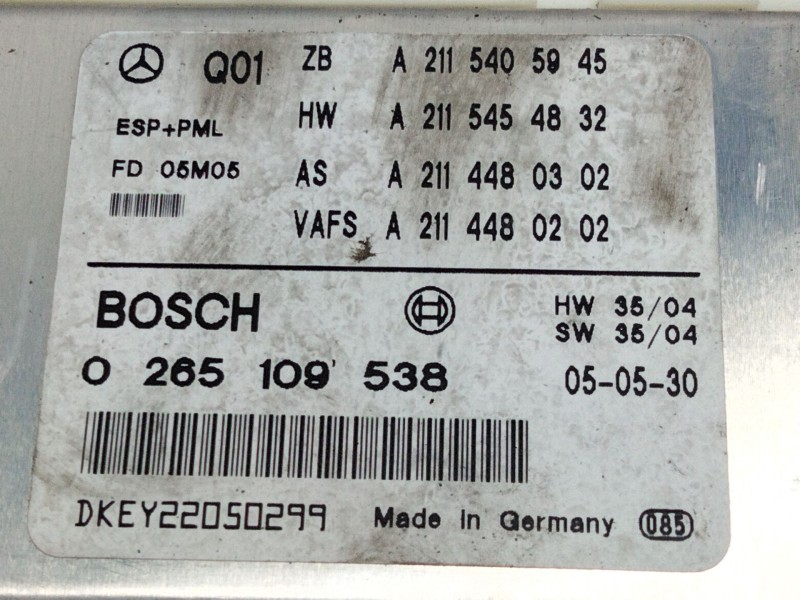 Q01 ZB A 211 540 59 45
ESP+PML HW A 211 545 48 32
FD 05M05 AS A 211 448 03 02
VAFS A 211 448 02 02
BOSCH HW 35/04
SW 35/04
0 265 109 538 05-05-30
DKEY22050299 Made in Germany 085